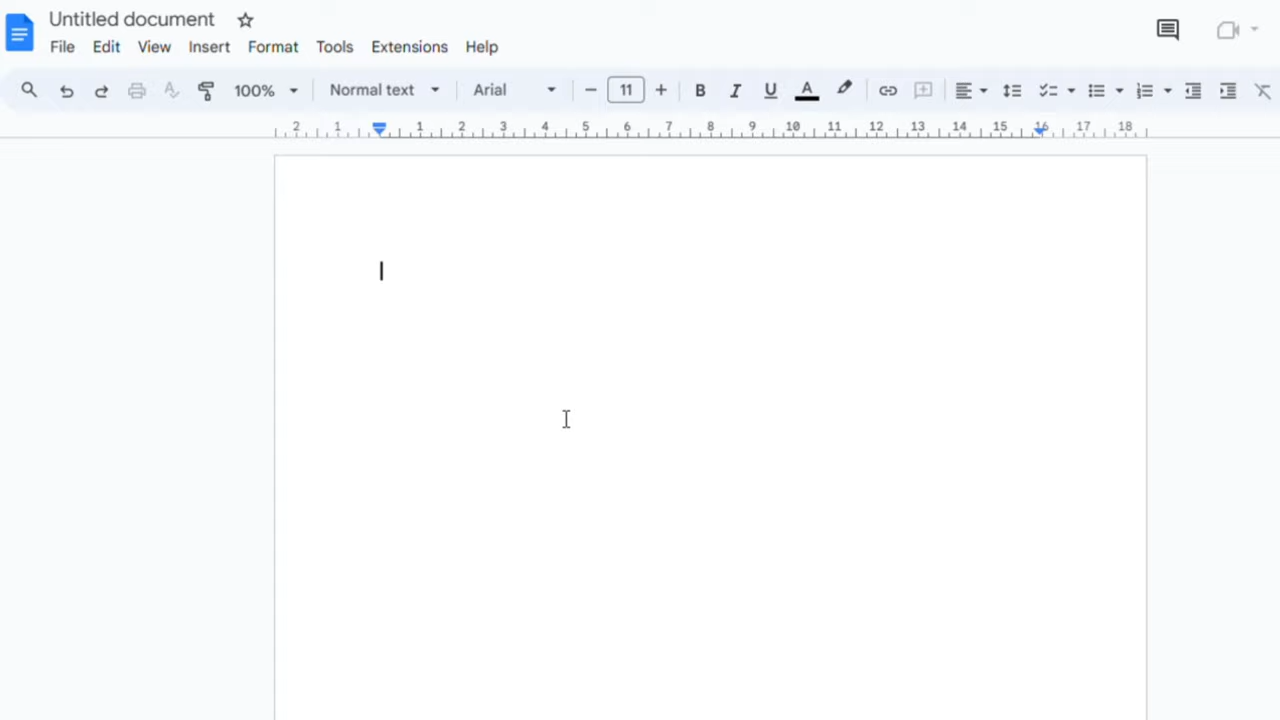 Untitled document
File Edit View Insert Format Tools Extensions Help
100% Normal text Arial 11 B I U A
2 1 1 2 3 4 5 6 7 8 9 10 11 12 13 14 15 16 17 18